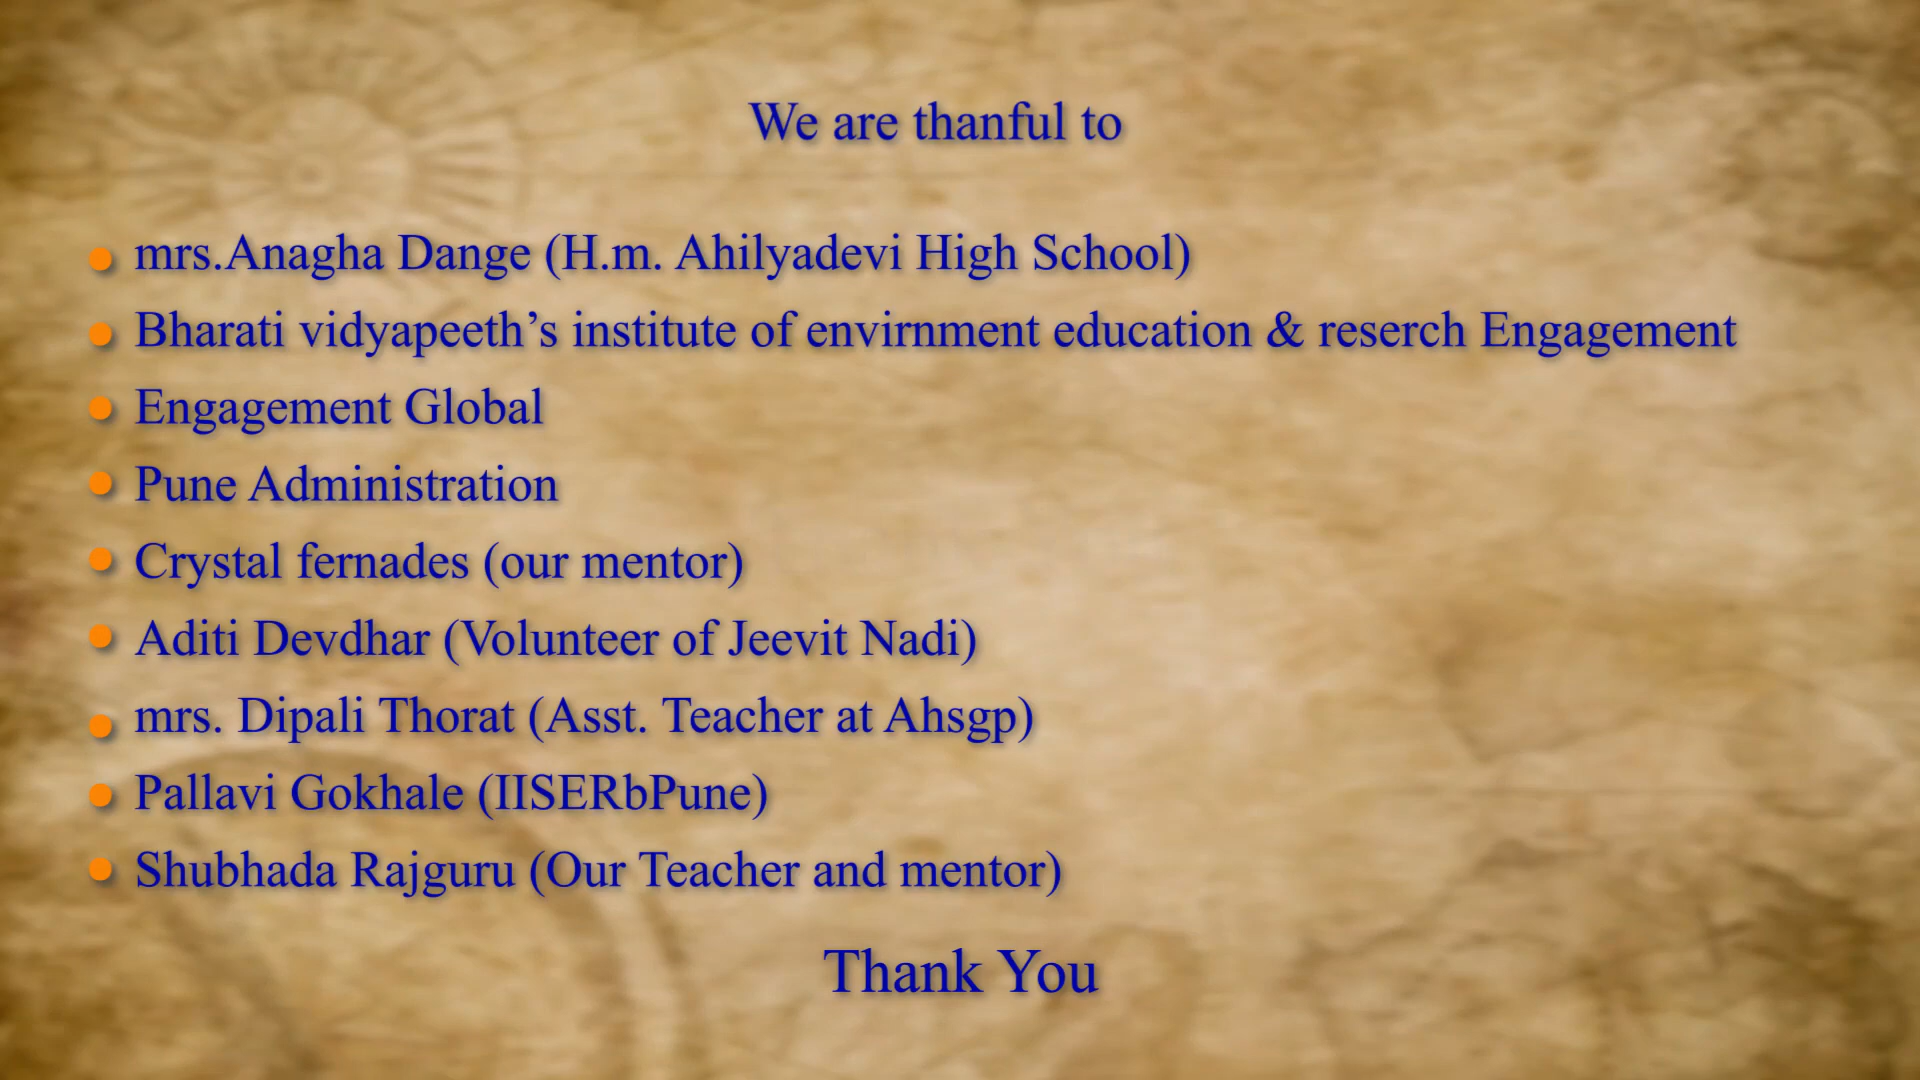 We are thanful to
mrs.Anagha Dange (H.m. Ahilyadevi High School)
Bharati vidyapeeth’s institute of envirnment education & reserch Engagement
Engagement Global
Pune Administration
Crystal fernades (our mentor)
Aditi Devdhar (Volunteer of Jeevit Nadi)
mrs. Dipali Thorat (Asst. Teacher at Ahsgp)
Pallavi Gokhale (IISERbPune)
Shubhada Rajguru (Our Teacher and mentor)
Thank You